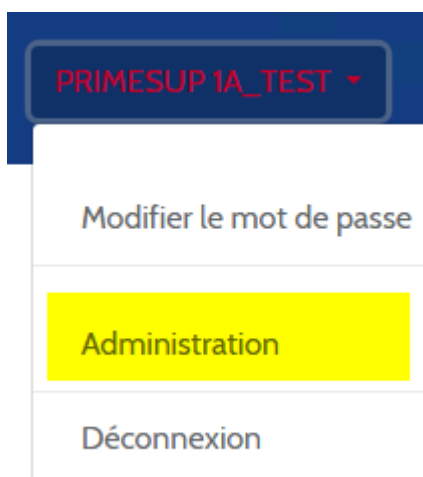 PRIMESUP 1A_TEST
Modifier le mot de passe
Administration
Déconnexion